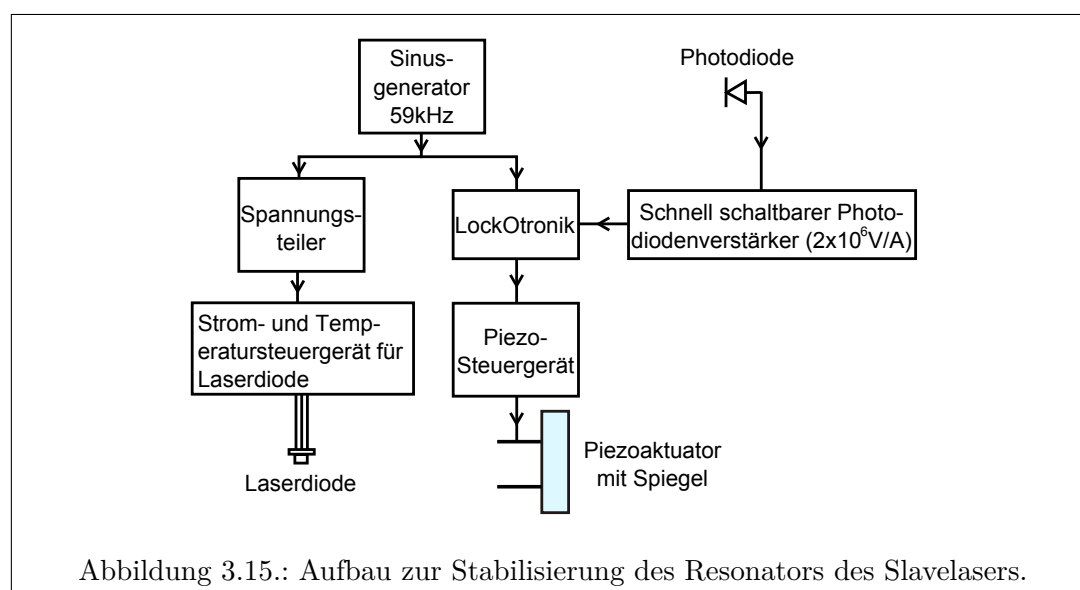 Sinus-
generator
59kHz
Photodiode
Spannungs-
teiler
LockOtronik
Schnell schaltbarer Photo-
diodenverstärker (2x10⁶V/A)
Strom- und Temp-
eratursteuergerät für
Laserdiode
Piezo-
Steuergerät
Piezoaktuator
mit Spiegel
Laserdiode
Abbildung 3.15.: Aufbau zur Stabilisierung des Resonators des Slavelasers.